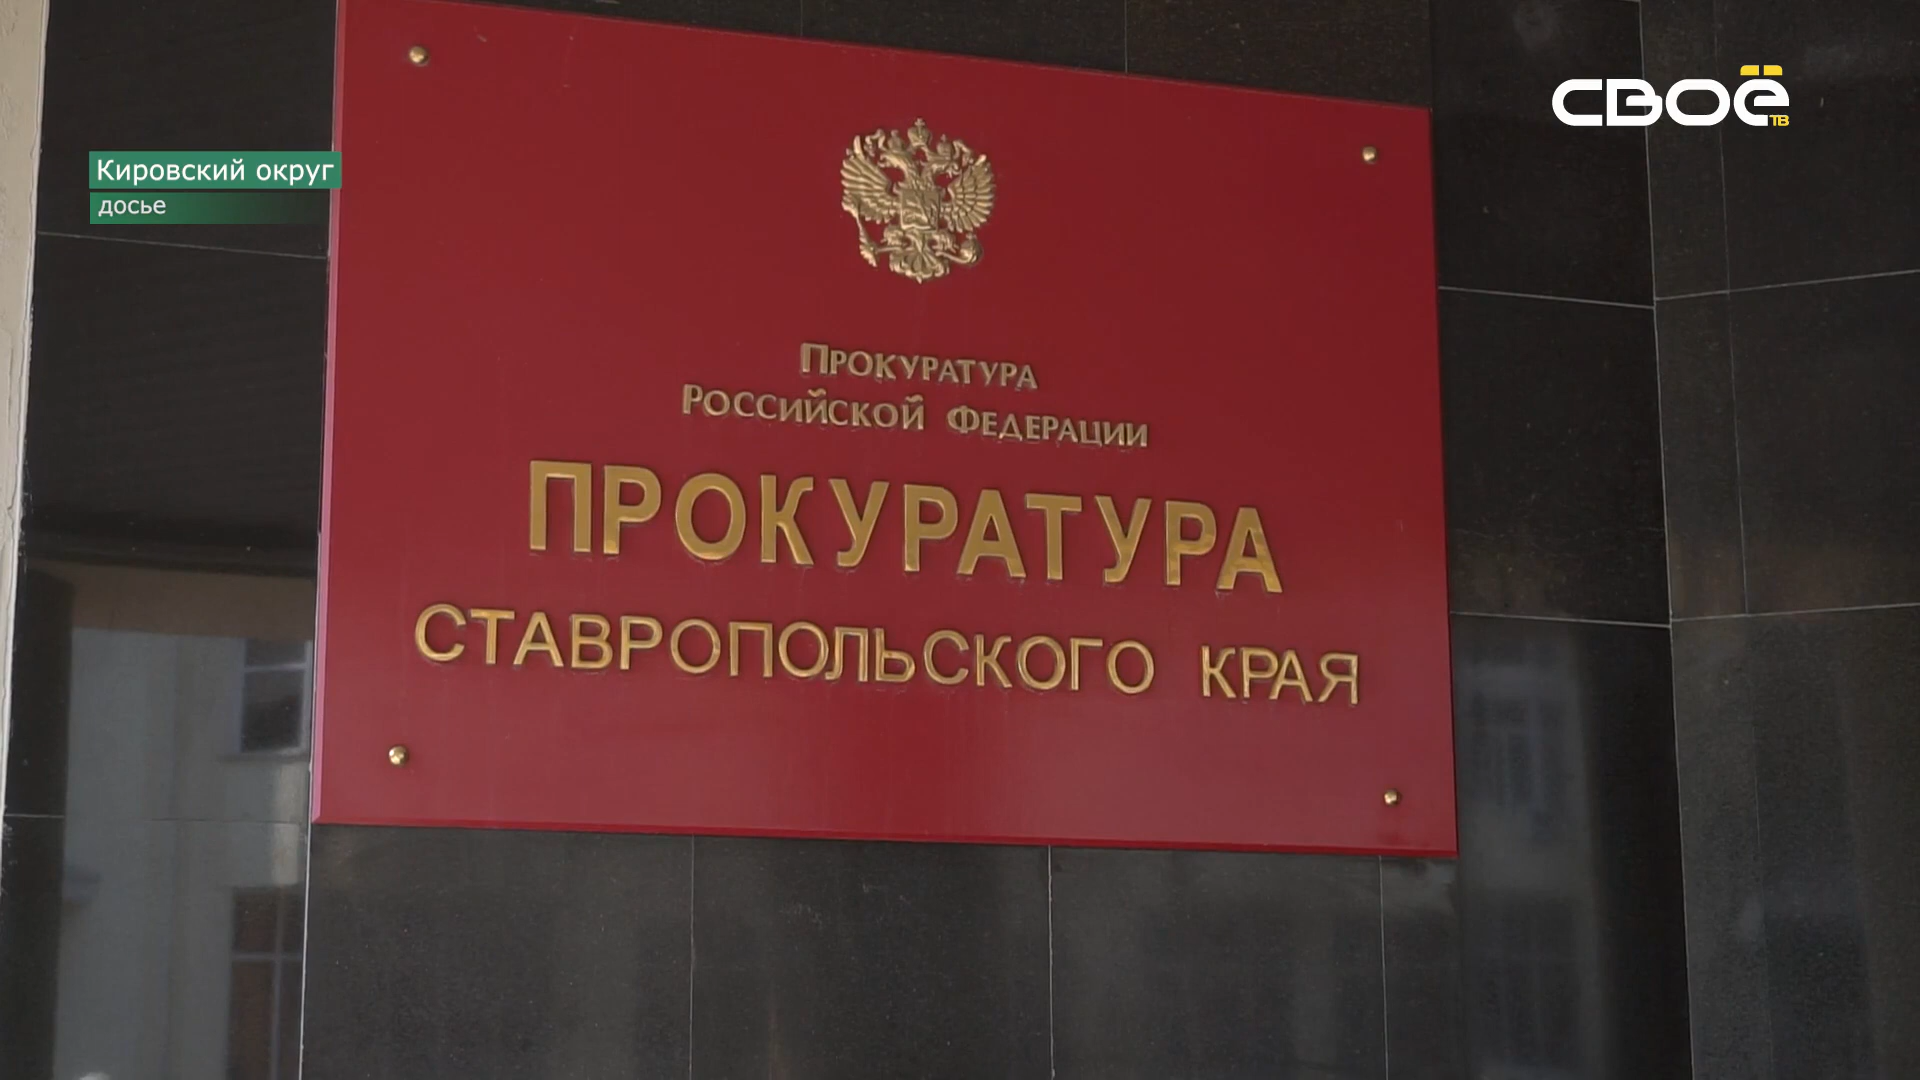 СВОЁ
ТВ
Кировский округ
досье
Прокуратура
Российской Федерации
ПРОКУРАТУРА
СТАВРОПОЛЬСКОГО КРАЯ